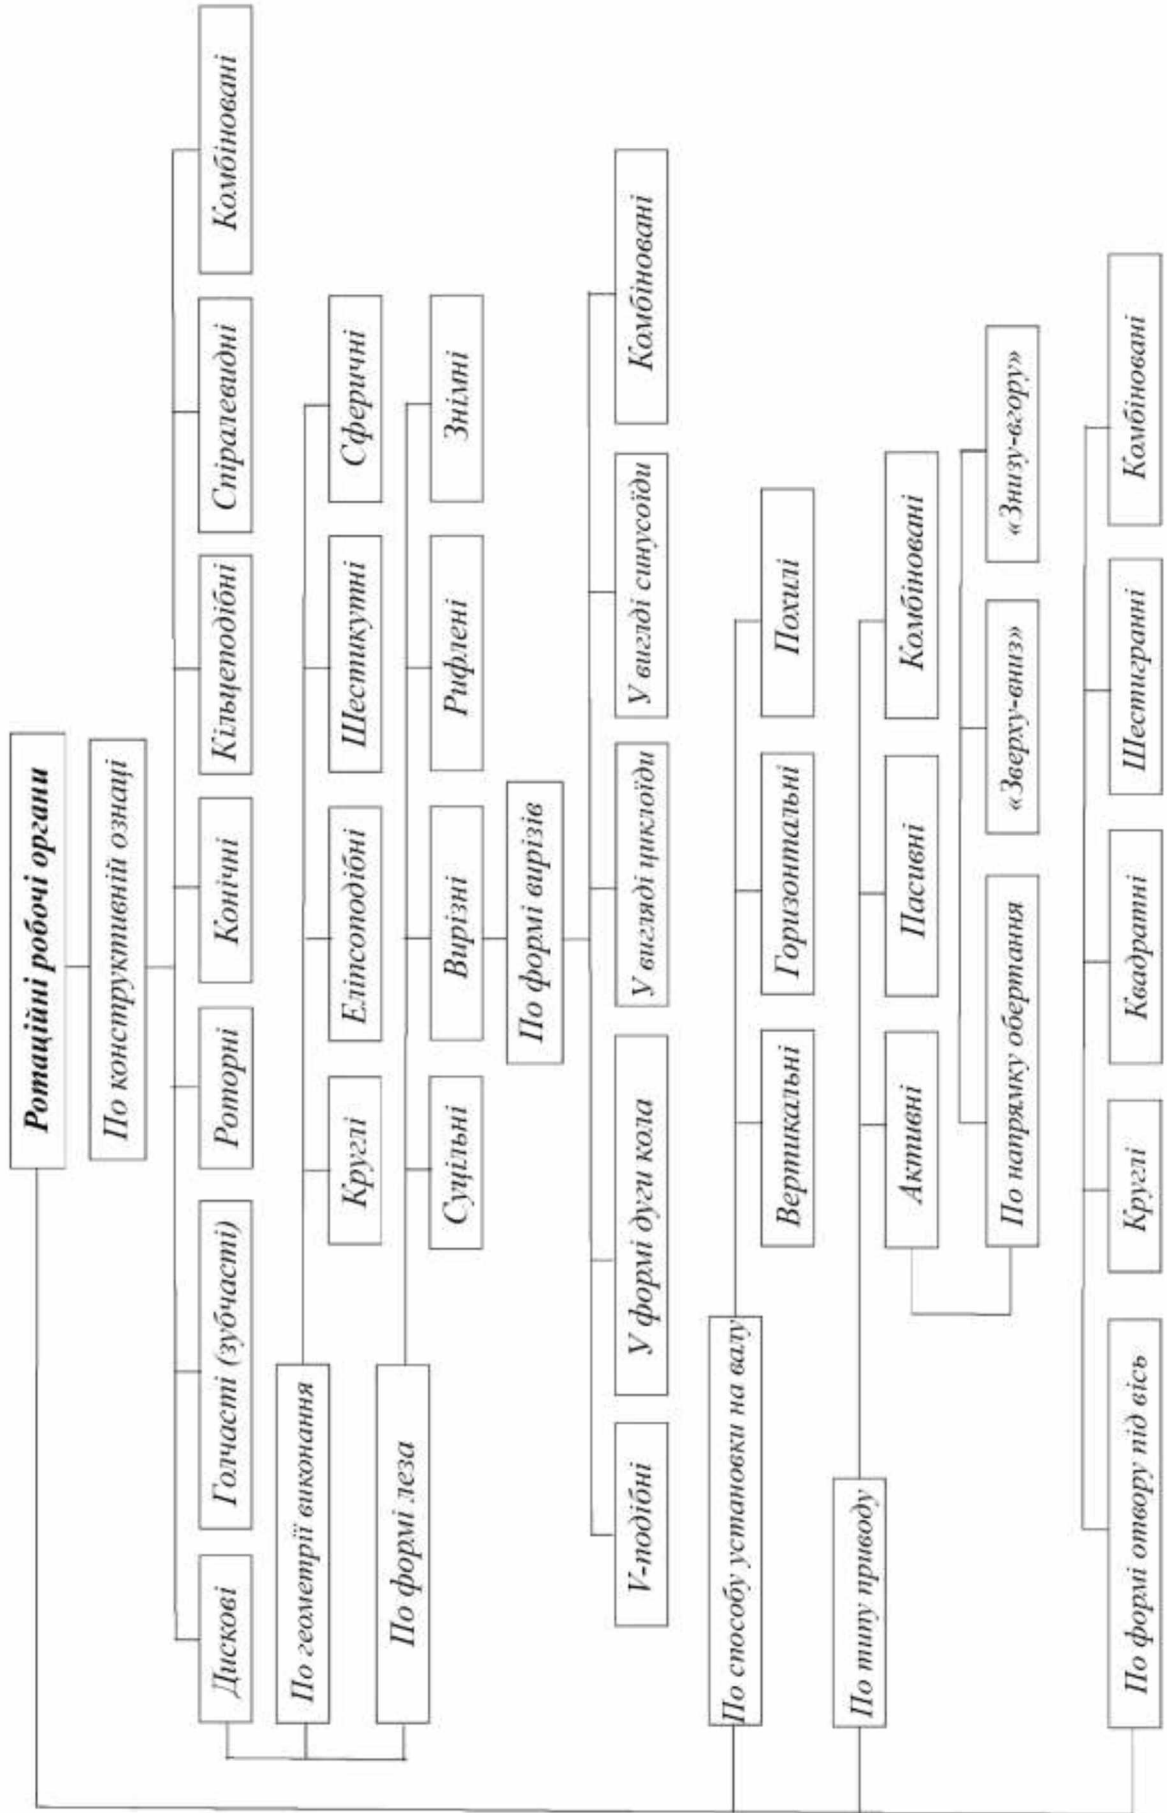 Ротаційні робочі органи
По конструктивній ознаці
Дискові
Голчасті (зубчасті)
Роторні
Конічні
Кільцеподібні
Спіралевидні
Комбіновані
По геометрії виконання
Круглі
Еліпсоподібні
Шестикутні
Сферичні
По формі леза
Суцільні
Вирізні
Рифлені
Знімні
По формі вирізів
V-подібні
У формі дуги кола
У вигляді циклоїди
У вигляді синусоїди
Комбіновані
По способу установки на валу
Вертикальні
Горизонтальні
Похилі
По типу приводу
Активні
Пасивні
Комбіновані
По напрямку обертання
«Зверху-вниз»
«Знизу-вгору»
По формі отвору під вісь
Круглі
Квадратні
Шестигранні
Комбіновані